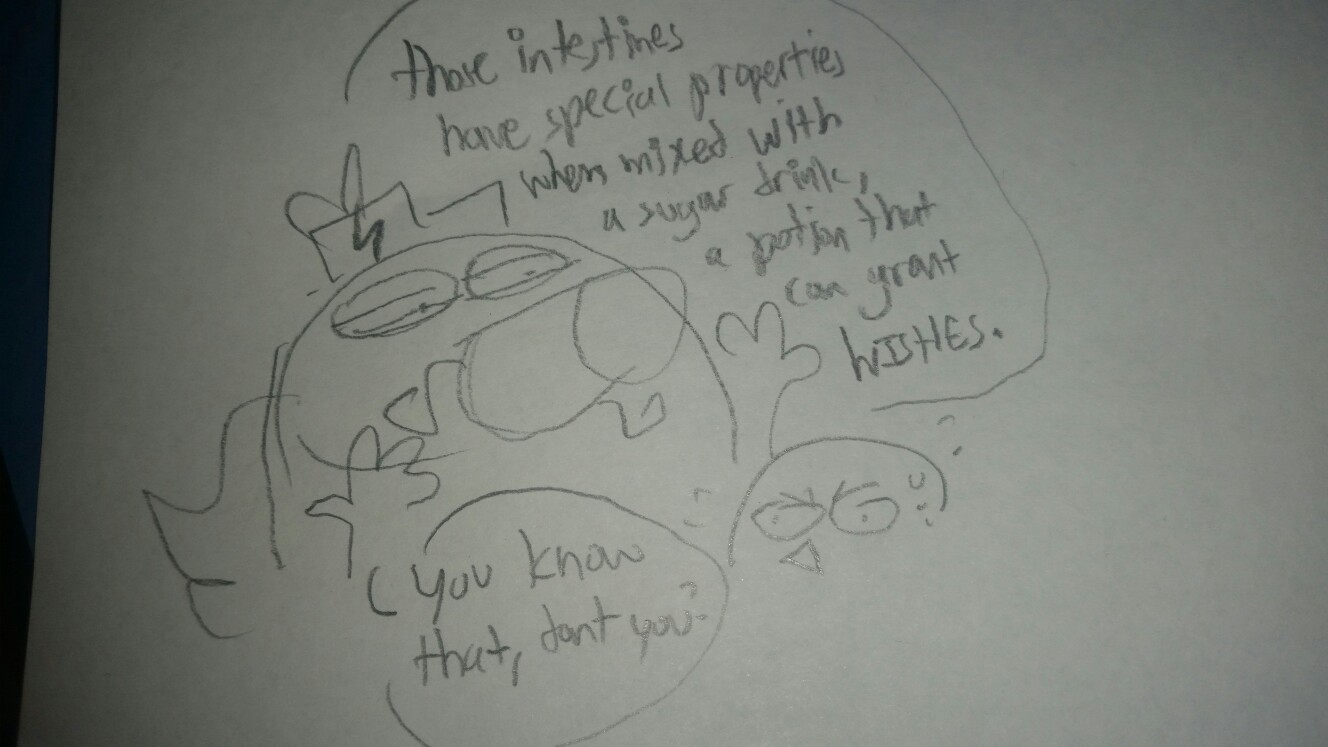 those intestines
have special properties
when mixed with
a sugar drink,
a potion that
can grant
WISHES.
you know
that, dont you?